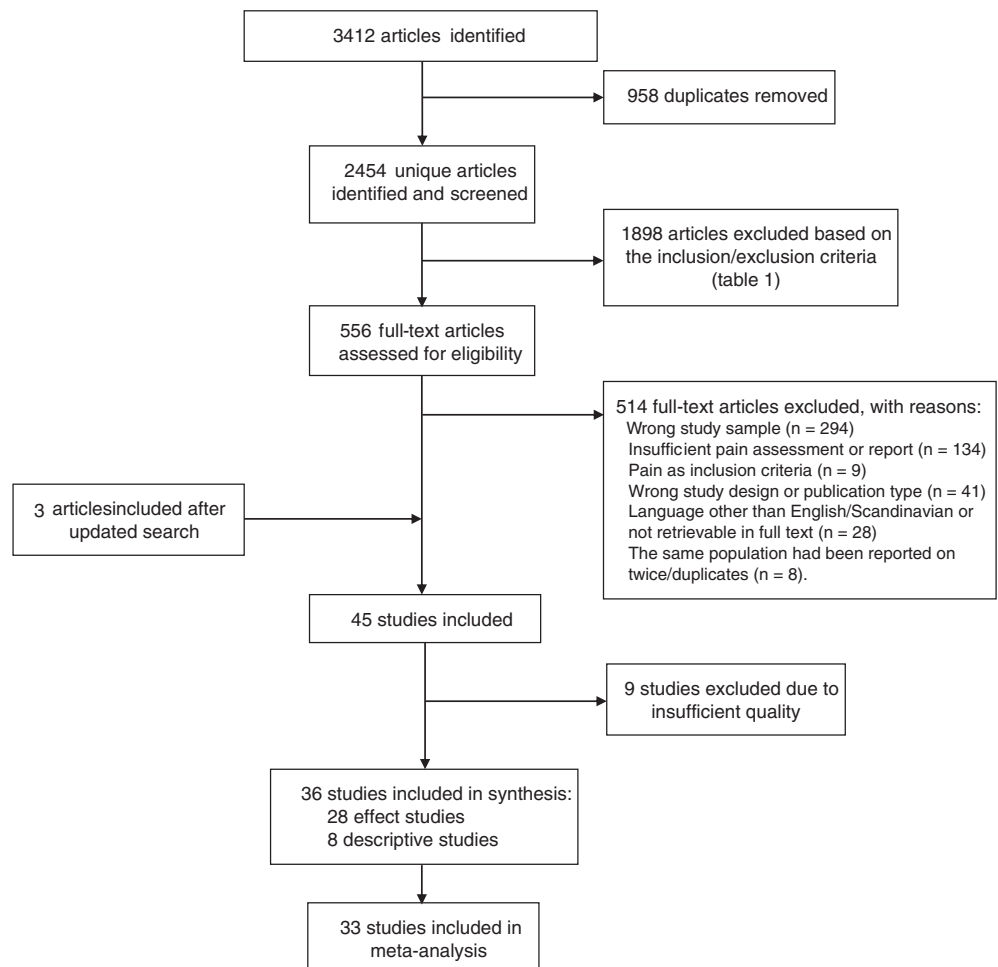 3412 articles identified
958 duplicates removed
2454 unique articles
identified and screened
1898 articles excluded based on
the inclusion/exclusion criteria
(table 1)
556 full-text articles
assessed for eligibility
514 full-text articles excluded, with reasons:
Wrong study sample (n = 294)
Insufficient pain assessment or report (n = 134)
Pain as inclusion criteria (n = 9)
Wrong study design or publication type (n = 41)
Language other than English/Scandinavian or
not retrievable in full text (n = 28)
The same population had been reported on
twice/duplicates (n = 8).
3 articlesincluded after
updated search
45 studies included
9 studies excluded due to
insufficient quality
36 studies included in synthesis:
28 effect studies
8 descriptive studies
33 studies included in
meta-analysis